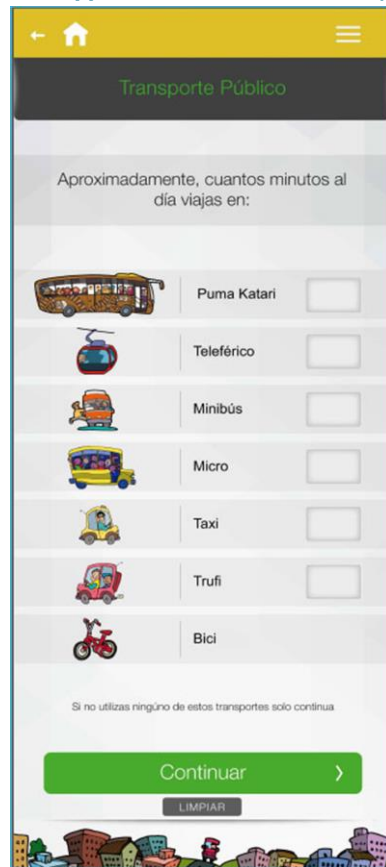 Transporte Público
Aproximadamente, cuantos minutos al
día viajas en:
Puma Katari
Teleférico
Minibús
Micro
Taxi
Trufi
Bici
Si no utilizas ningúno de estos transportes solo continua
Continuar
LIMPIAR